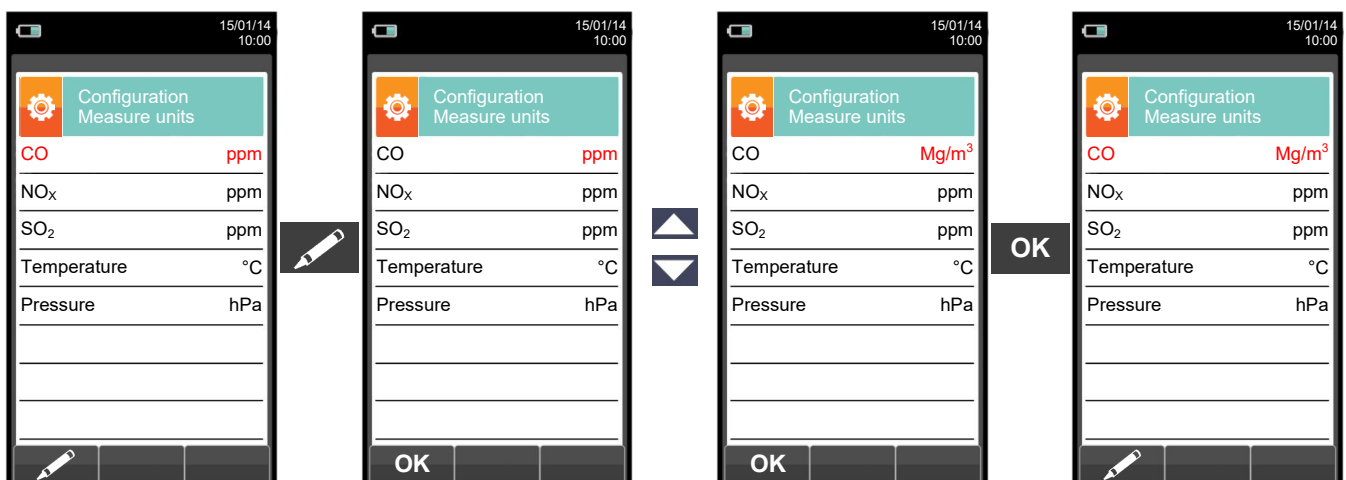 15/01/14
10:00
Configuration
Measure units
CO ppm
NOX ppm
SO2 ppm
Temperature °C
Pressure hPa
15/01/14
10:00
Configuration
Measure units
CO ppm
NOX ppm
SO2 ppm
Temperature °C
Pressure hPa
OK
15/01/14
10:00
Configuration
Measure units
CO Mg/m³
NOX ppm
SO2 ppm
Temperature °C
Pressure hPa
OK
OK
15/01/14
10:00
Configuration
Measure units
CO Mg/m³
NOX ppm
SO2 ppm
Temperature °C
Pressure hPa